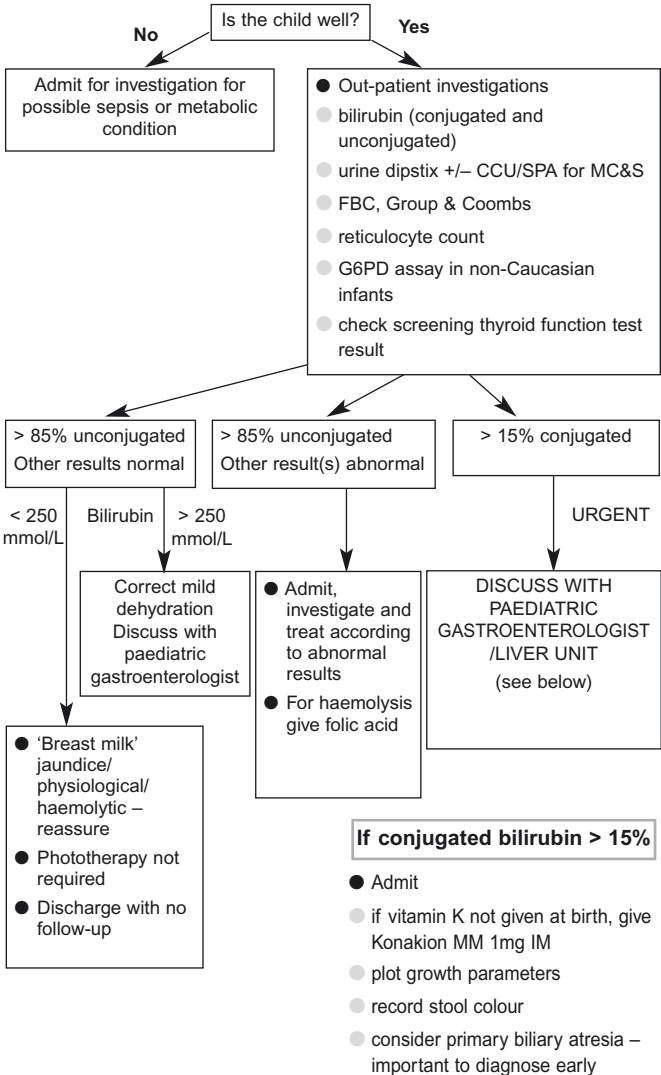 Is the child well?
No
Yes
Admit for investigation for
possible sepsis or metabolic
condition
● Out-patient investigations
● bilirubin (conjugated and
unconjugated)
● urine dipstix +/– CCU/SPA for MC&S
● FBC, Group & Coombs
● reticulocyte count
● G6PD assay in non-Caucasian
infants
● check screening thyroid function test
result
> 85% unconjugated
Other results normal
> 85% unconjugated
Other result(s) abnormal
> 15% conjugated
< 250
mmol/L
Bilirubin
> 250
mmol/L
URGENT
Correct mild
dehydration
Discuss with
paediatric
gastroenterologist
● Admit,
investigate and
treat according
to abnormal
results
● For haemolysis
give folic acid
DISCUSS WITH
PAEDIATRIC
GASTROENTEROLOGIST
/LIVER UNIT
(see below)
● 'Breast milk'
jaundice/
physiological/
haemolytic –
reassure
● Phototherapy not
required
● Discharge with no
follow-up
If conjugated bilirubin > 15%
● Admit
● if vitamin K not given at birth, give
Konakion MM 1mg IM
● plot growth parameters
● record stool colour
● consider primary biliary atresia –
important to diagnose early